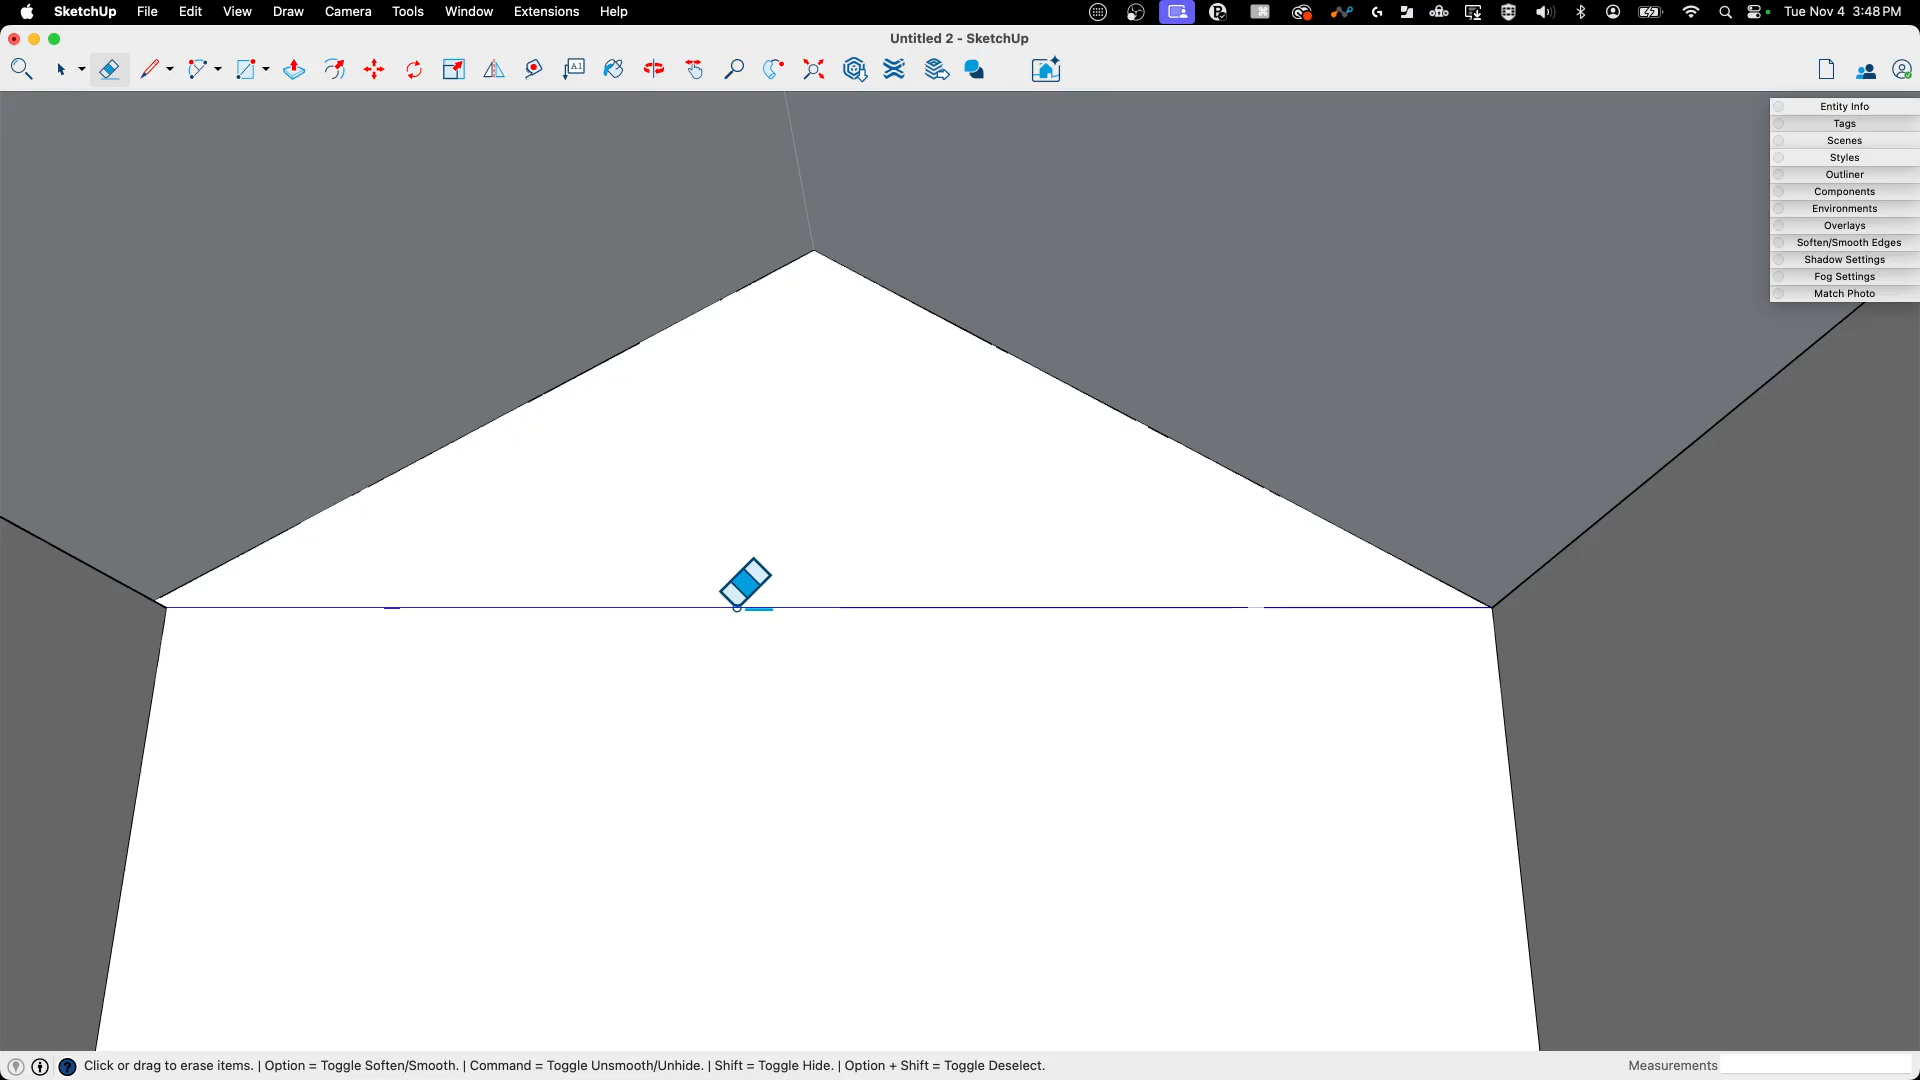 SketchUp File Edit View Draw Camera Tools Window Extensions Help Tue Nov 4 3:48 PM
Untitled 2 - SketchUp
A1
Entity Info
Tags
Scenes
Styles
Outliner
Components
Environments
Overlays
Soften/Smooth Edges
Shadow Settings
Fog Settings
Match Photo
Click or drag to erase items. | Option = Toggle Soften/Smooth. | Command = Toggle Unsmooth/Unhide. | Shift = Toggle Hide. | Option + Shift = Toggle Deselect. Measurements